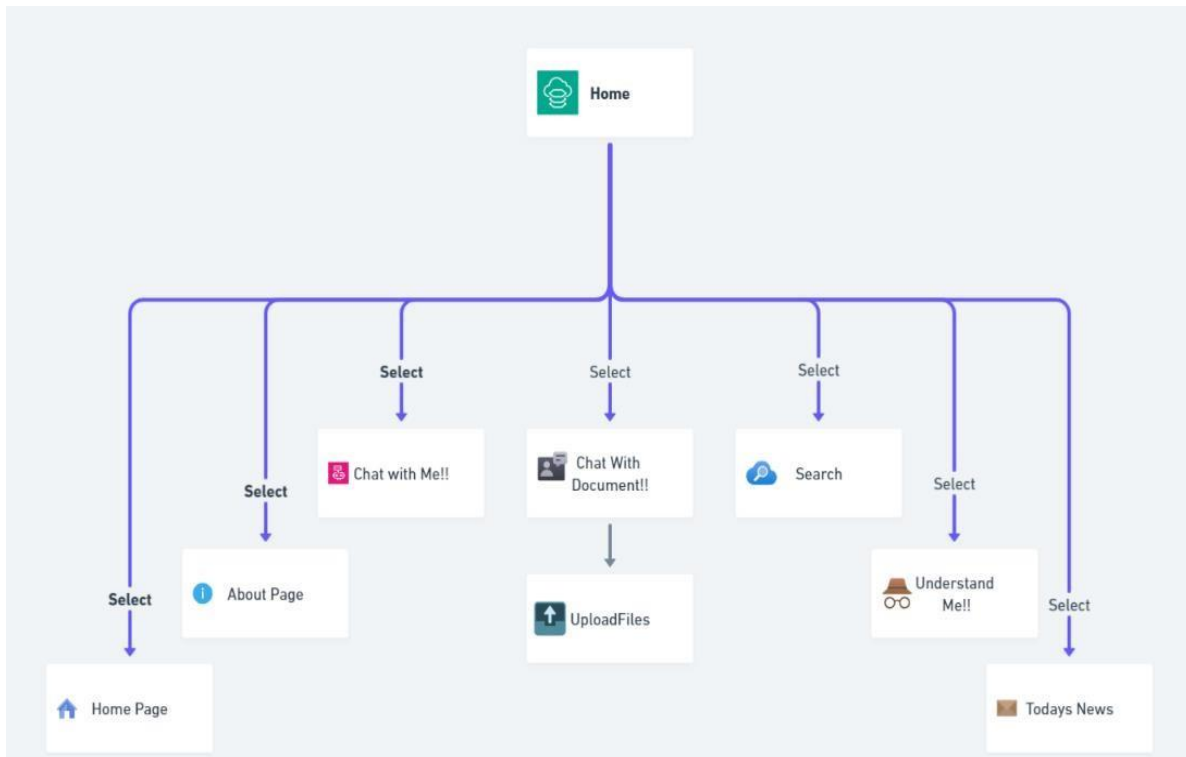 Home
Select
Select
Select
Chat with Me!!
Chat With
Document!!
Search
Select
Select
About Page
Understand
Me!!
Select
Select
UploadFiles
Home Page
Todays News